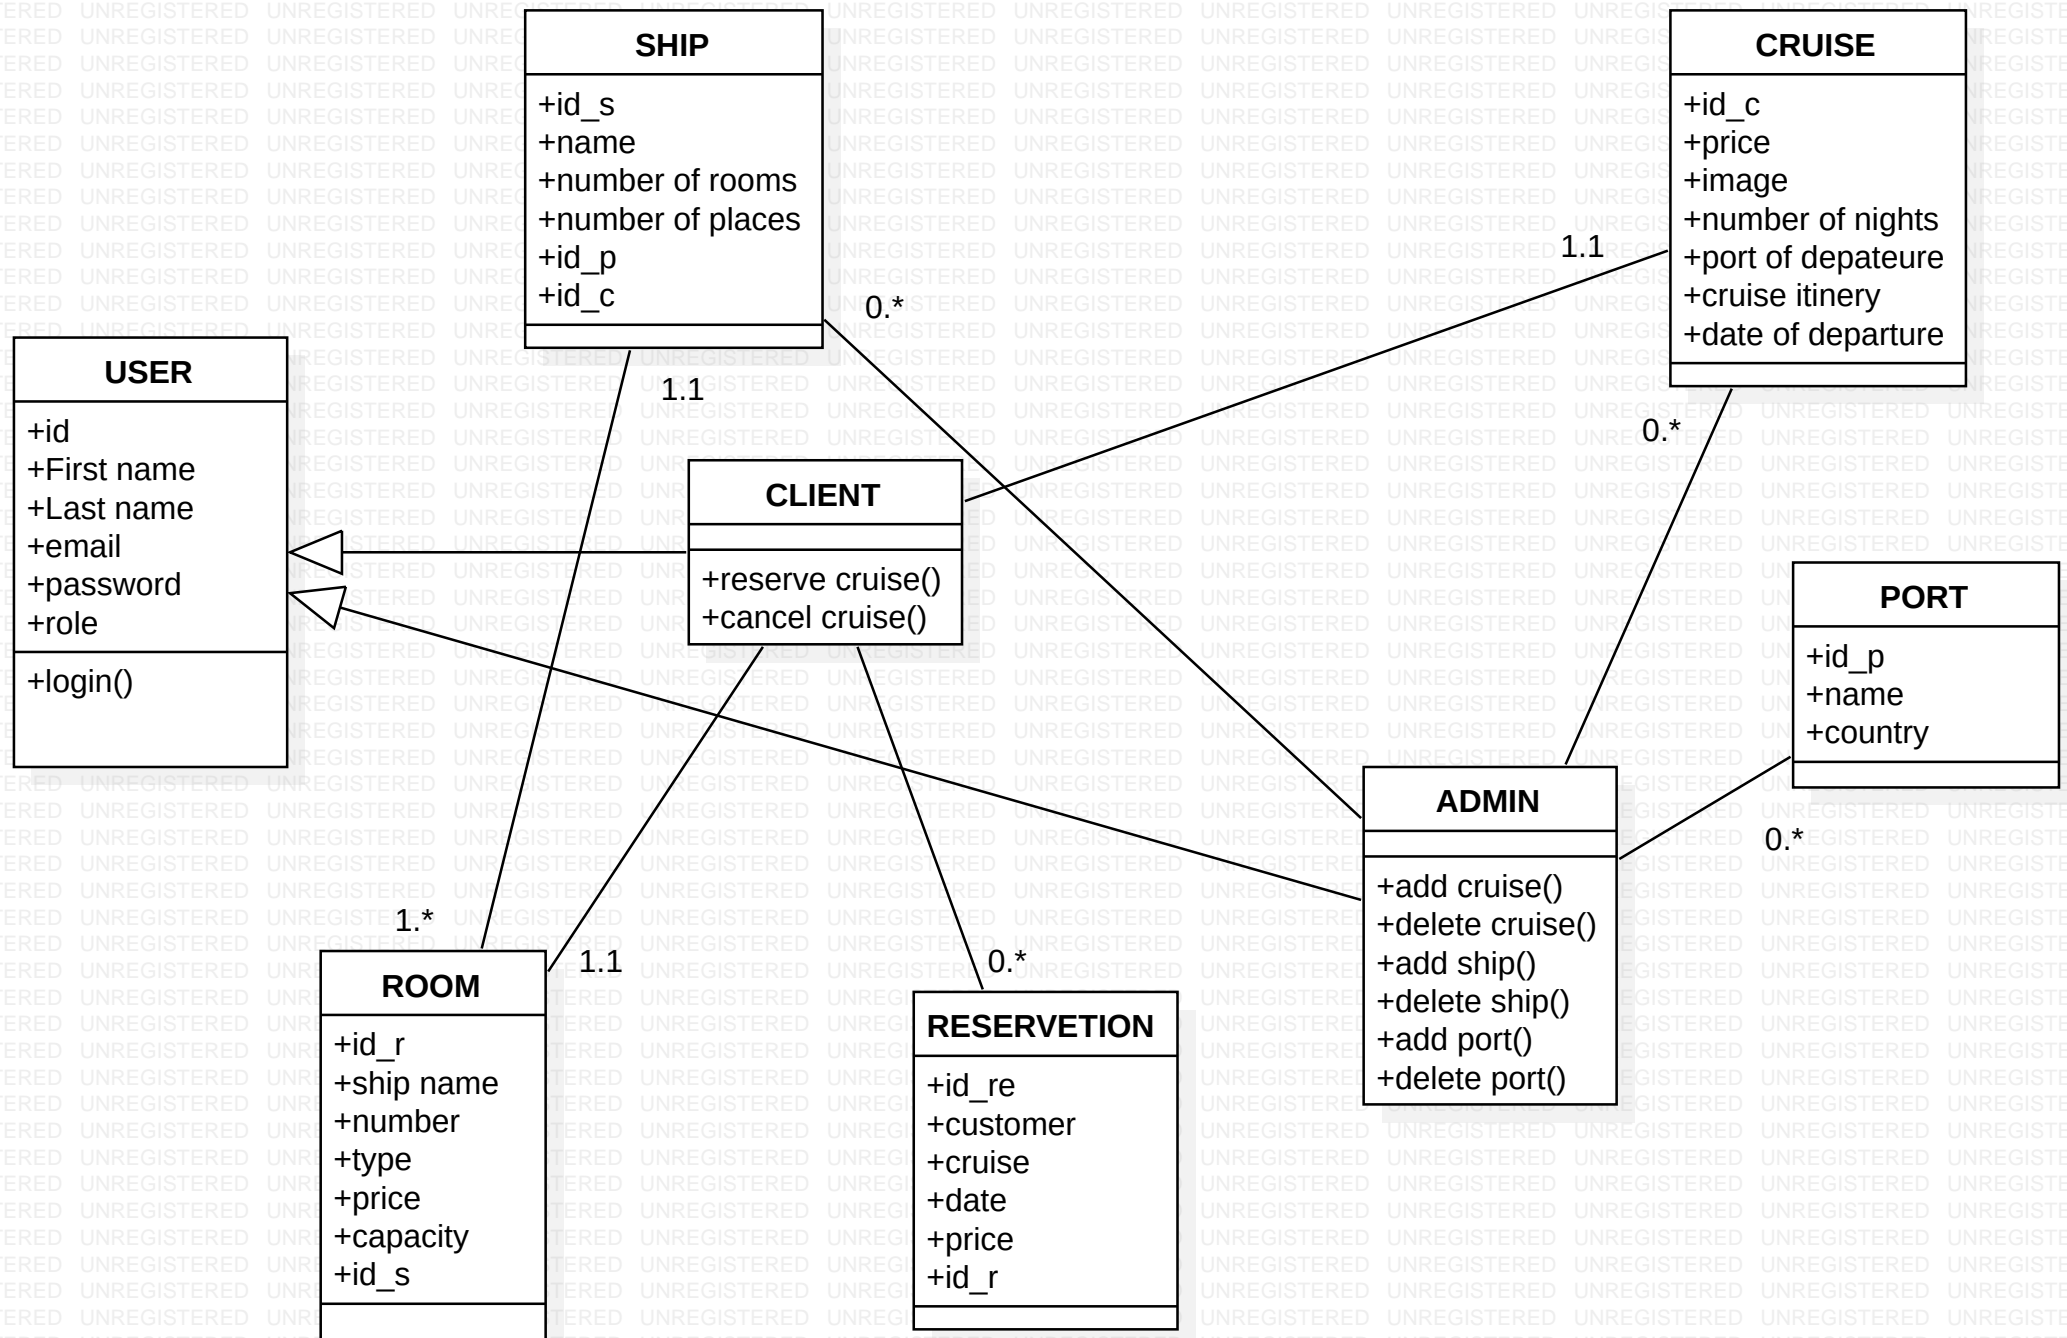 SHIP
+id_s
+name
+number of rooms
+number of places
+id_p
+id_c
CRUISE
+id_c
+price
+image
+number of nights
+port of depateure
+cruise itinery
+date of departure
1.1
0.*
0.*
1.1
USER
+id
+First name
+Last name
+email
+password
+role
+login()
CLIENT
+reserve cruise()
+cancel cruise()
PORT
+id_p
+name
+country
0.*
ADMIN
+add cruise()
+delete cruise()
+add ship()
+delete ship()
+add port()
+delete port()
1.*
1.1
0.*
ROOM
+id_r
+ship name
+number
+type
+price
+capacity
+id_s
RESERVETION
+id_re
+customer
+cruise
+date
+price
+id_r
UNREGISTERED